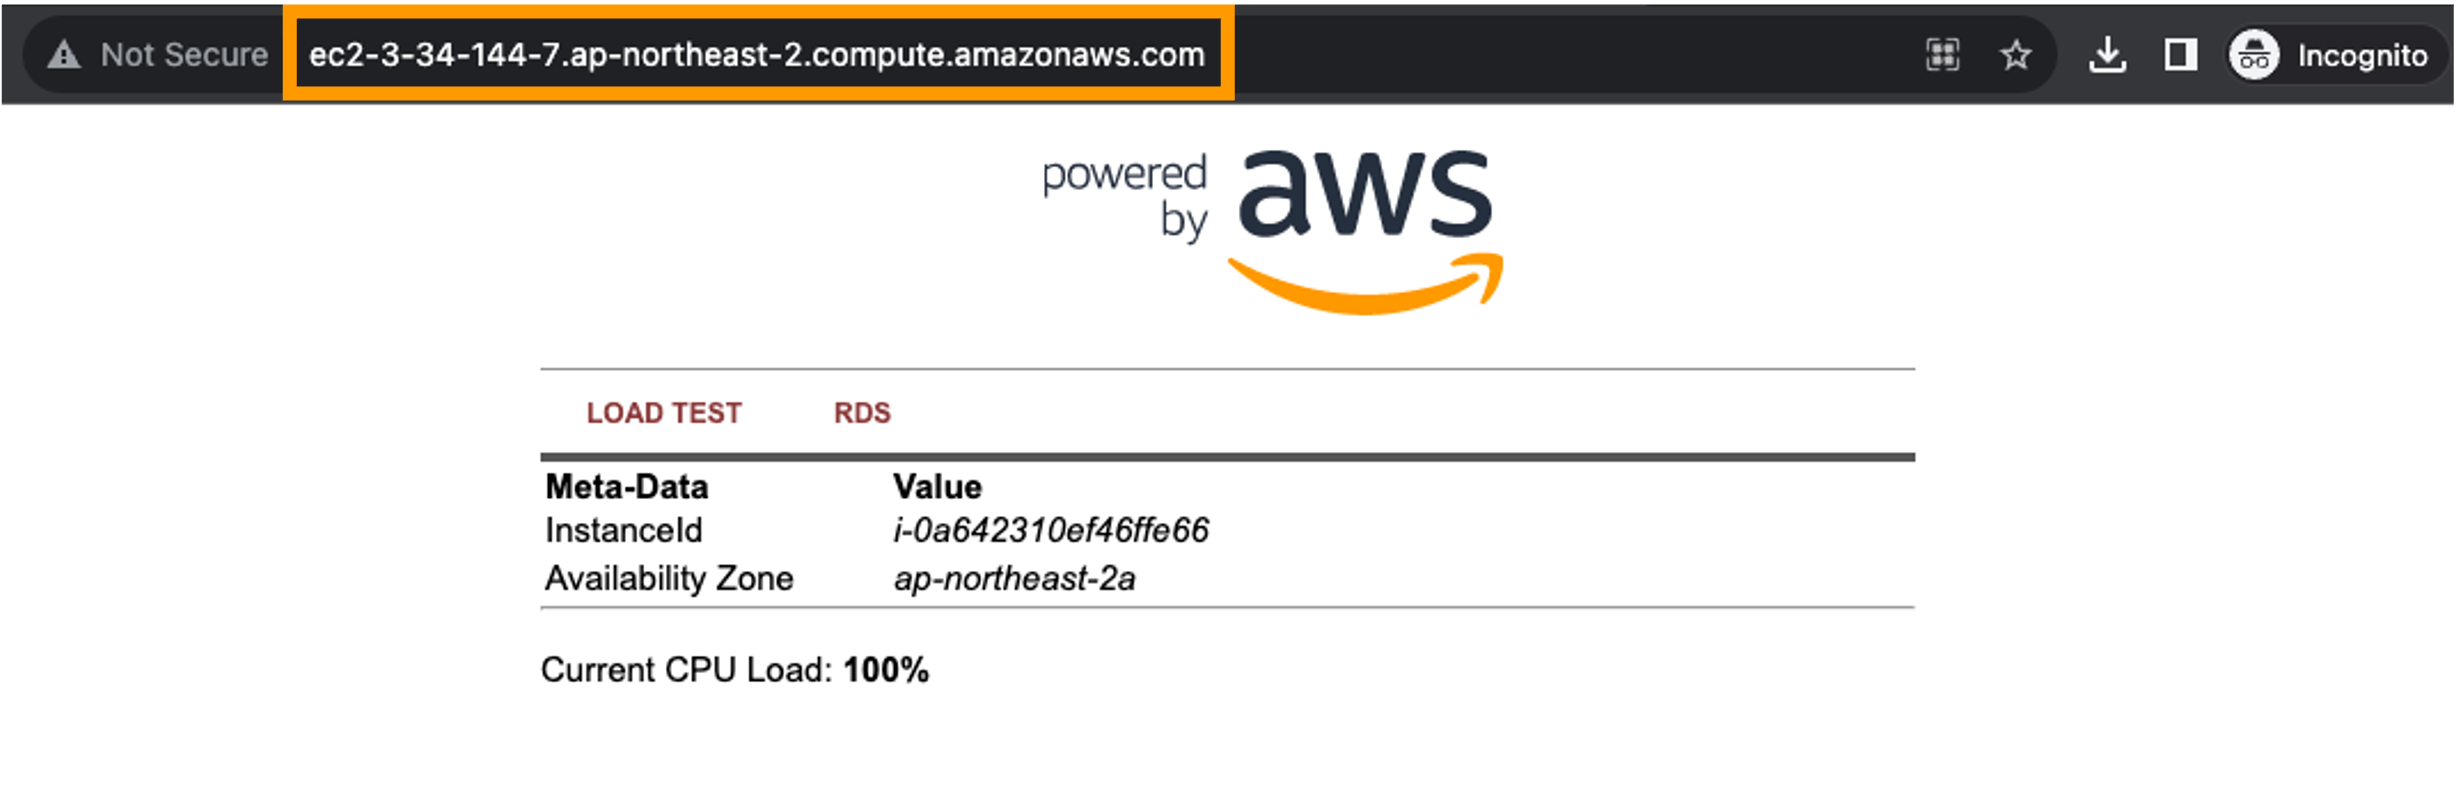 Not Secure ec2-3-34-144-7.ap-northeast-2.compute.amazonaws.com Incognito
powered
by
aws
LOAD TEST RDS
Meta-Data Value
InstanceId i-0a642310ef46ffe66
Availability Zone ap-northeast-2a
Current CPU Load: 100%